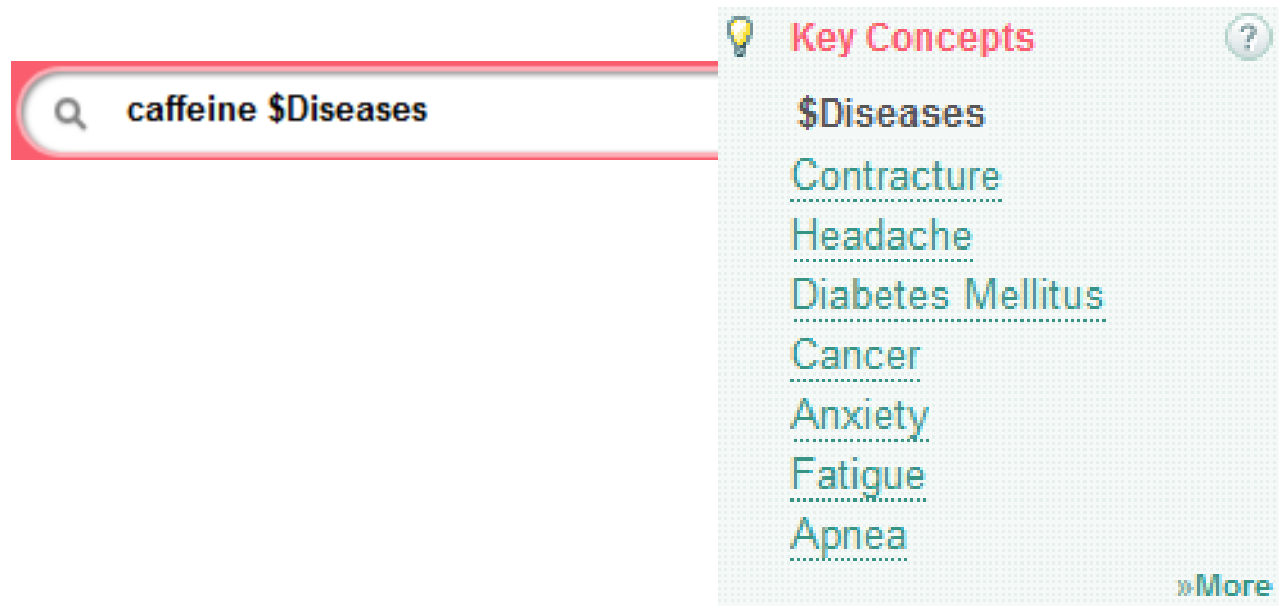 caffeine $Diseases
Key Concepts
?
$Diseases
Contracture
Headache
Diabetes Mellitus
Cancer
Anxiety
Fatigue
Apnea
»More